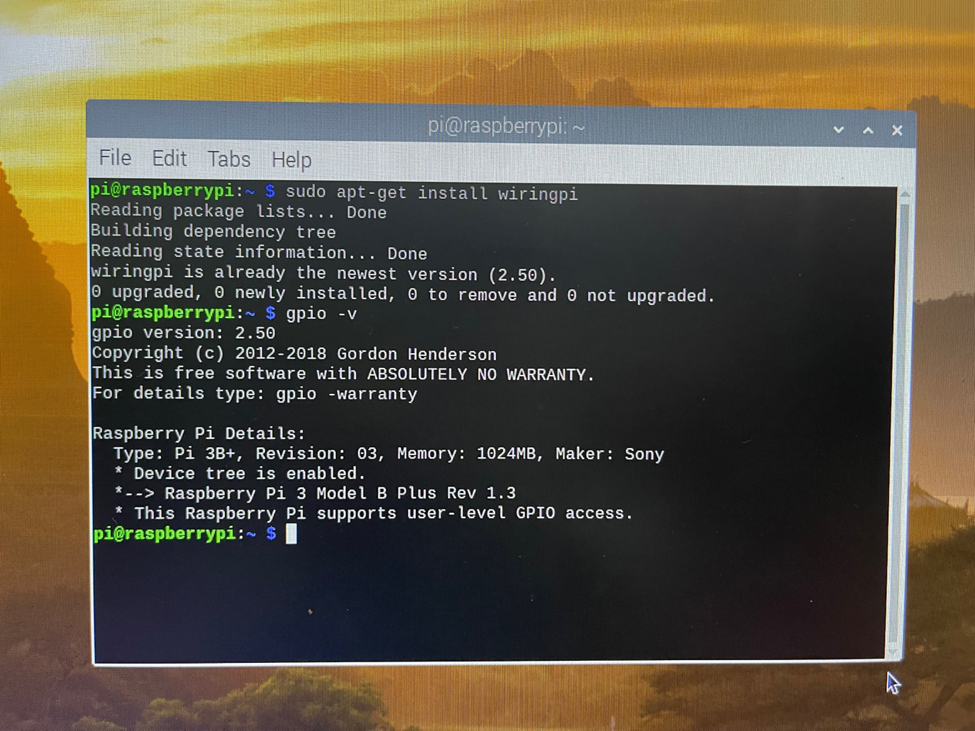 pi@raspberrypi: ~
File Edit Tabs Help
pi@raspberrypi:~ $ sudo apt-get install wiringpi
Reading package lists... Done
Building dependency tree
Reading state information... Done
wiringpi is already the newest version (2.50).
0 upgraded, 0 newly installed, 0 to remove and 0 not upgraded.
pi@raspberrypi:~ $ gpio -v
gpio version: 2.50
Copyright (c) 2012-2018 Gordon Henderson
This is free software with ABSOLUTELY NO WARRANTY.
For details type: gpio -warranty
Raspberry Pi Details:
  Type: Pi 3B+, Revision: 03, Memory: 1024MB, Maker: Sony
  * Device tree is enabled.
  *--> Raspberry Pi 3 Model B Plus Rev 1.3
  * This Raspberry Pi supports user-level GPIO access.
pi@raspberrypi:~ $